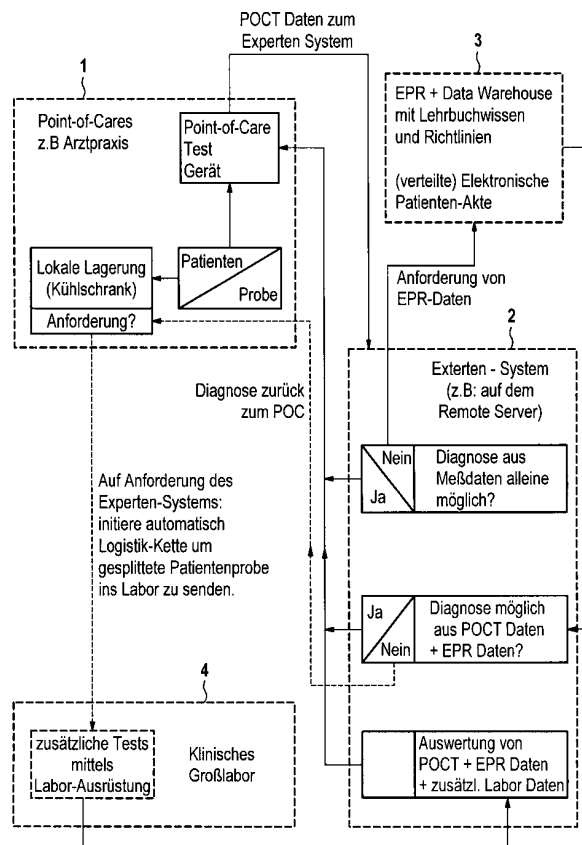 POCT Daten zum
Experten System
1
3
Point-of-Cares
z.B Arztpraxis
Point-of-Care
Test
Gerät
EPR + Data Warehouse
mit Lehrbuchwissen
und Richtlinien
(verteilte) Elektronische
Patienten-Akte
Lokale Lagerung
(Kühlschrank)
Anforderung?
Patienten
Probe
Anforderung von
EPR-Daten
2
Diagnose zurück
zum POC
Exterten - System
(z.B: auf dem
Remote Server)
Nein
Ja
Diagnose aus
Meßdaten alleine
möglich?
Auf Anforderung des
Experten-Systems:
initiere automatisch
Logistik-Kette um
gesplittete Patientenprobe
ins Labor zu senden.
Ja
Nein
Diagnose möglich
aus POCT Daten
+ EPR Daten?
4
zusätzliche Tests
mittels
Labor-Ausrüstung
Klinisches
Großlabor
Auswertung von
POCT + EPR Daten
+ zusätzl. Labor Daten